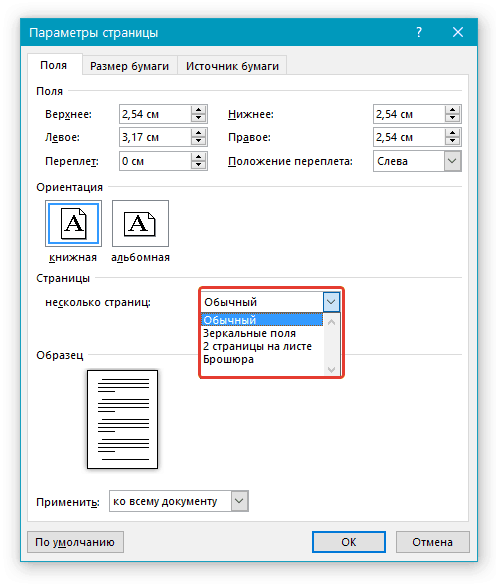 Параметры страницы ?
Поля Размер бумаги Источник бумаги
Поля
Верхнее: 2,54 см Нижнее: 2,54 см
Левое: 3,17 см Правое: 2,54 см
Переплет: 0 см Положение переплета: Слева
Ориентация
A A
книжная альбомная
Страницы
несколько страниц: Обычный
Обычный
Зеркальные поля
2 страницы на листе
Брошюра
Образец
Применить: ко всему документу
По умолчанию ОК Отмена